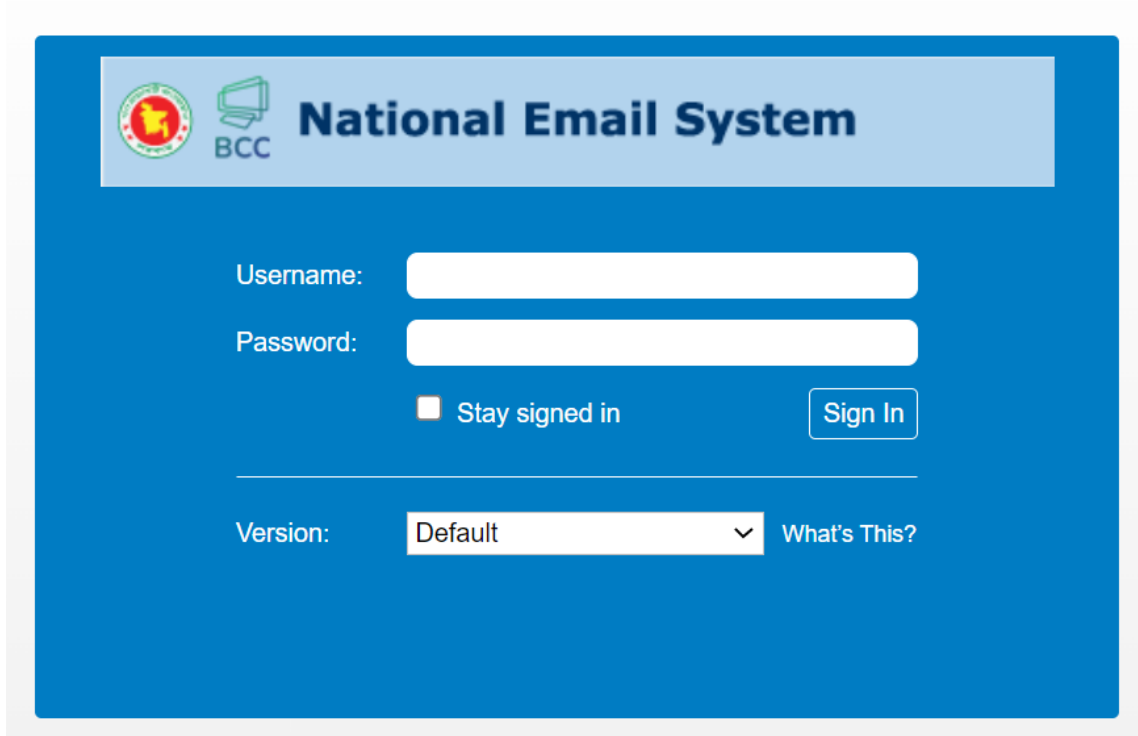 BCC National Email System
Username:
Password:
Stay signed in Sign In
Version: Default What's This?